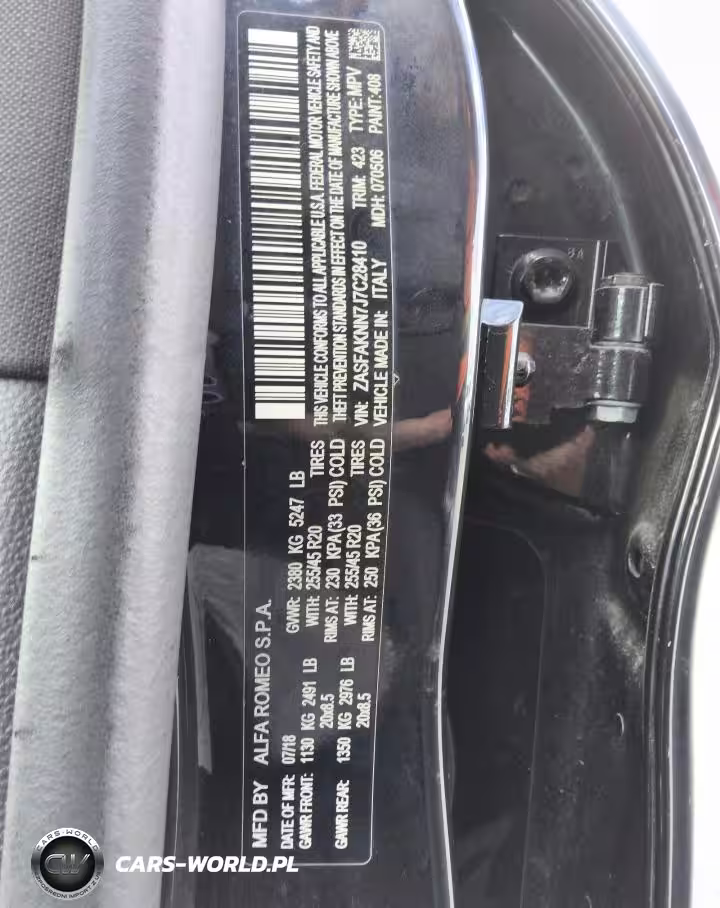 MFD BY ALFA ROMEO S.P.A.
DATE OF MFR: 07/18 GVWR: 2380 KG 5247 LB
GAWR FRONT: 1130 KG 2491 LB WITH: 255/45 R20 TIRES
20x8.5 RIMS AT: 230 KPA(33 PSI) COLD
GAWR REAR: 1350 KG 2976 LB WITH: 255/45 R20 TIRES
20x8.5 RIMS AT: 250 KPA(36 PSI) COLD
THIS VEHICLE CONFORMS TO ALL APPLICABLE U.S.A. FEDERAL MOTOR VEHICLE SAFETY AND
THEFT PREVENTION STANDARDS IN EFFECT ON THE DATE OF MANUFACTURE SHOWN ABOVE
VIN: ZASFAKNN7J7C28410 TRIM: 423 TYPE: MPV
VEHICLE MADE IN: ITALY MDH: 070506 PAINT: 408
CARS-WORLD
CW
CARS-WORLD.PL